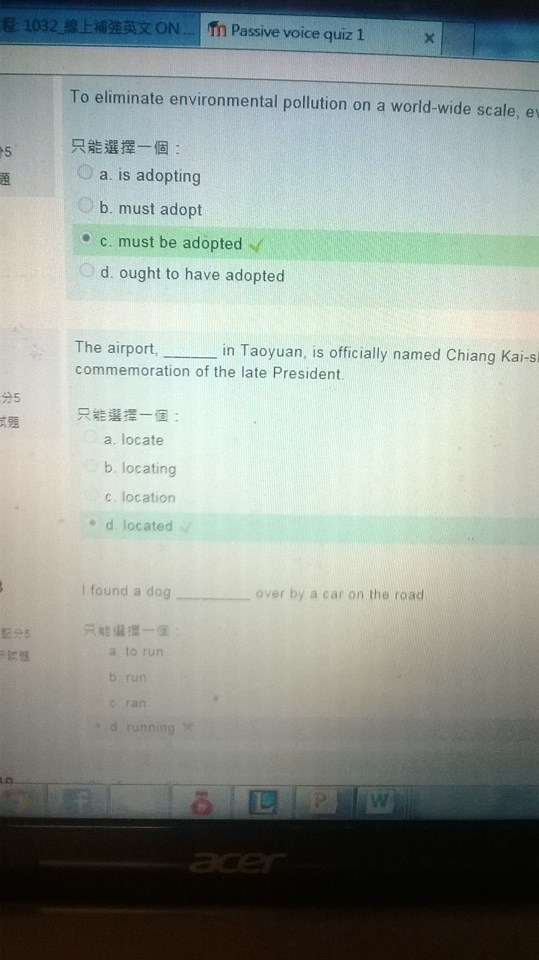 程: 1032_線上補強英文 ON ...
Passive voice quiz 1
×
To eliminate environmental pollution on a world-wide scale,
分5
題
只能選擇一個：
a. is adopting
b. must adopt
c. must be adopted
d. ought to have adopted
The airport, ______ in Taoyuan, is officially named Chiang
commemoration of the late President.
分5
試題
只能選擇一個：
a. locate
b. locating
c. location
d. located
I found a dog _________ over by a car on the road
配分5
試題
只能選擇一個：
a. to run
b. run
c. ran
d. running
L
P
W
acer